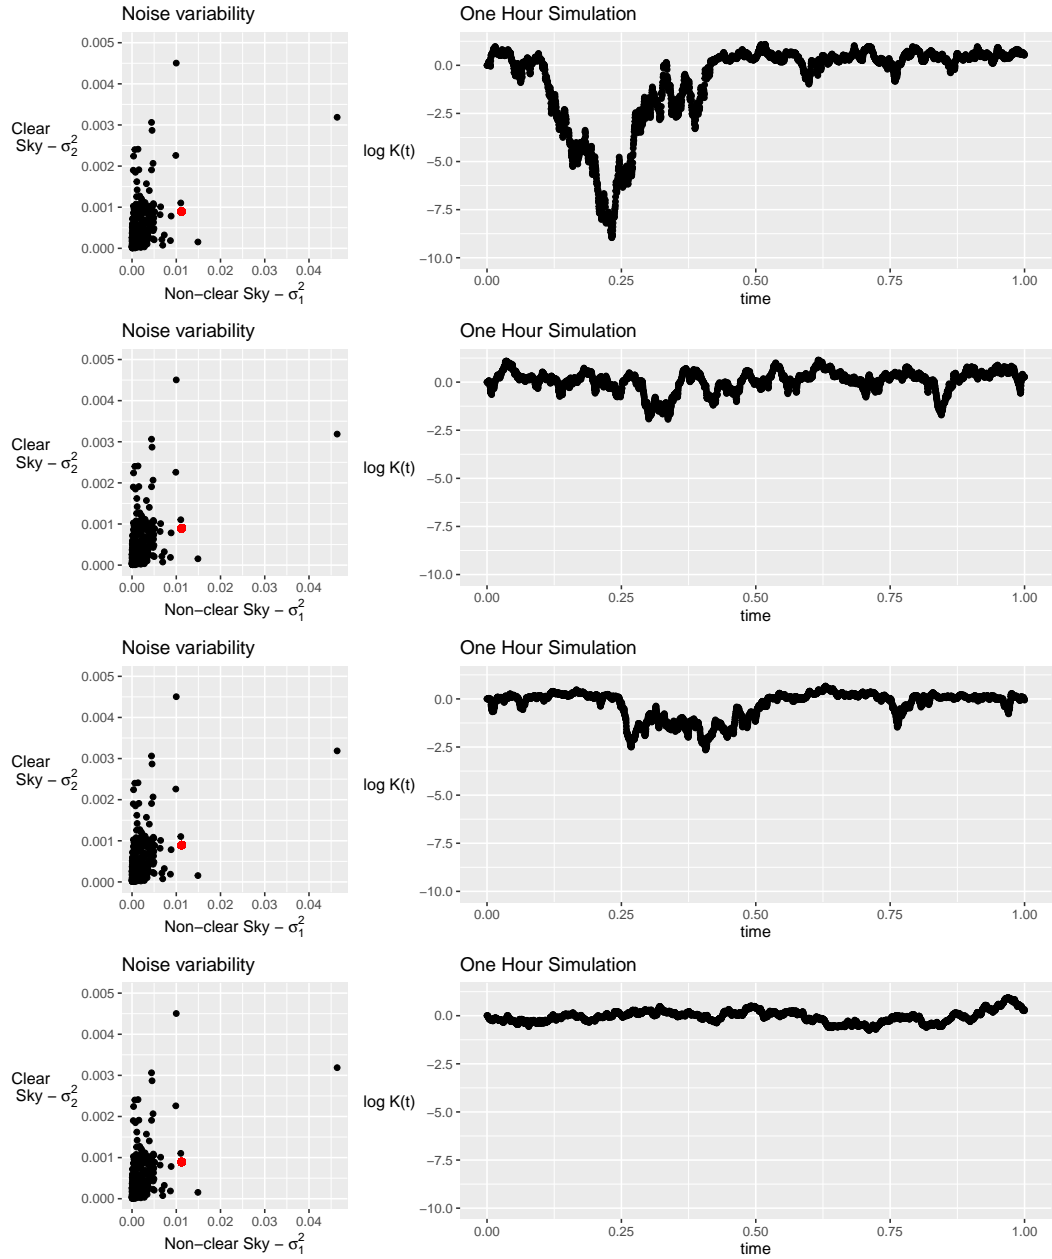 Noise variability
One Hour Simulation
0.005
0.004
0.003
0.002
0.001
0.000
Clear
Sky − σ₂²
0.00 0.01 0.02 0.03 0.04
Non−clear Sky − σ₁²
0.0
−2.5
−5.0
−7.5
−10.0
log K(t)
0.00 0.25 0.50 0.75 1.00
time
Noise variability
One Hour Simulation
0.005
0.004
0.003
0.002
0.001
0.000
Clear
Sky − σ₂²
0.00 0.01 0.02 0.03 0.04
Non−clear Sky − σ₁²
0.0
−2.5
−5.0
−7.5
−10.0
log K(t)
0.00 0.25 0.50 0.75 1.00
time
Noise variability
One Hour Simulation
0.005
0.004
0.003
0.002
0.001
0.000
Clear
Sky − σ₂²
0.00 0.01 0.02 0.03 0.04
Non−clear Sky − σ₁²
0.0
−2.5
−5.0
−7.5
−10.0
log K(t)
0.00 0.25 0.50 0.75 1.00
time
Noise variability
One Hour Simulation
0.005
0.004
0.003
0.002
0.001
0.000
Clear
Sky − σ₂²
0.00 0.01 0.02 0.03 0.04
Non−clear Sky − σ₁²
0.0
−2.5
−5.0
−7.5
−10.0
log K(t)
0.00 0.25 0.50 0.75 1.00
time